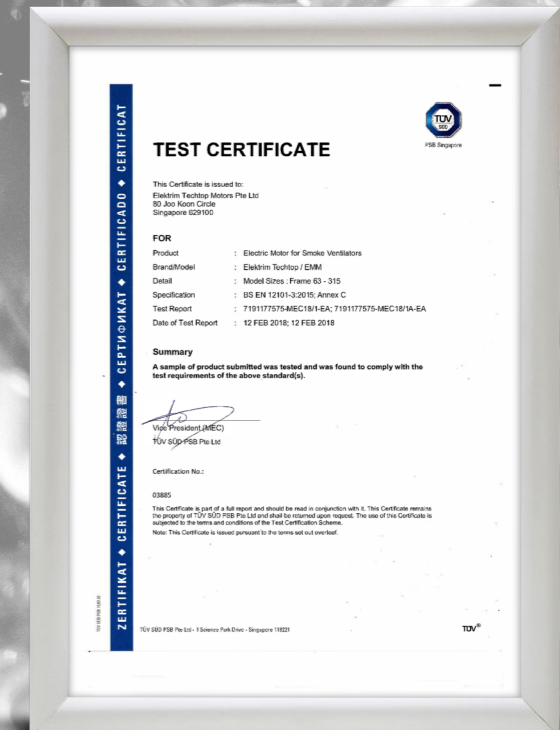 TÜV
SÜD
PSB Singapore
TEST CERTIFICATE
This Certificate is issued to:
Elektrim Techtop Motors Pte Ltd
80 Joo Koon Circle
Singapore 629100
FOR
Product : Electric Motor for Smoke Ventilators
Brand/Model : Elektrim Techtop / EMM
Detail : Model Sizes : Frame 63 - 315
Specification : BS EN 12101-3:2015; Annex C
Test Report : 7191177575-MEC18/1-EA; 7191177575-MEC18/1A-EA
Date of Test Report : 12 FEB 2018; 12 FEB 2018
Summary
A sample of product submitted was tested and was found to comply with the
test requirements of the above standard(s).
Vice President (MEC)
TÜV SÜD PSB Pte Ltd
Certification No.:
03885
This Certificate is part of a full report and should be read in conjunction with it. This Certificate remains
the property of TÜV SÜD PSB Pte Ltd and shall be returned upon request. The use of this Certificate is
subjected to the terms and conditions of the Test Certification Scheme.
Note: This Certificate is issued pursuant to the terms set out overleaf.
TÜV SÜD PSB Pte Ltd - 1 Science Park Drive - Singapore 118221
TÜV®
ZERTIFIKAT ◆ CERTIFICATE ◆ 認證證書 ◆ СЕРТИФИКАТ ◆ CERTIFICADO ◆ CERTIFICAT